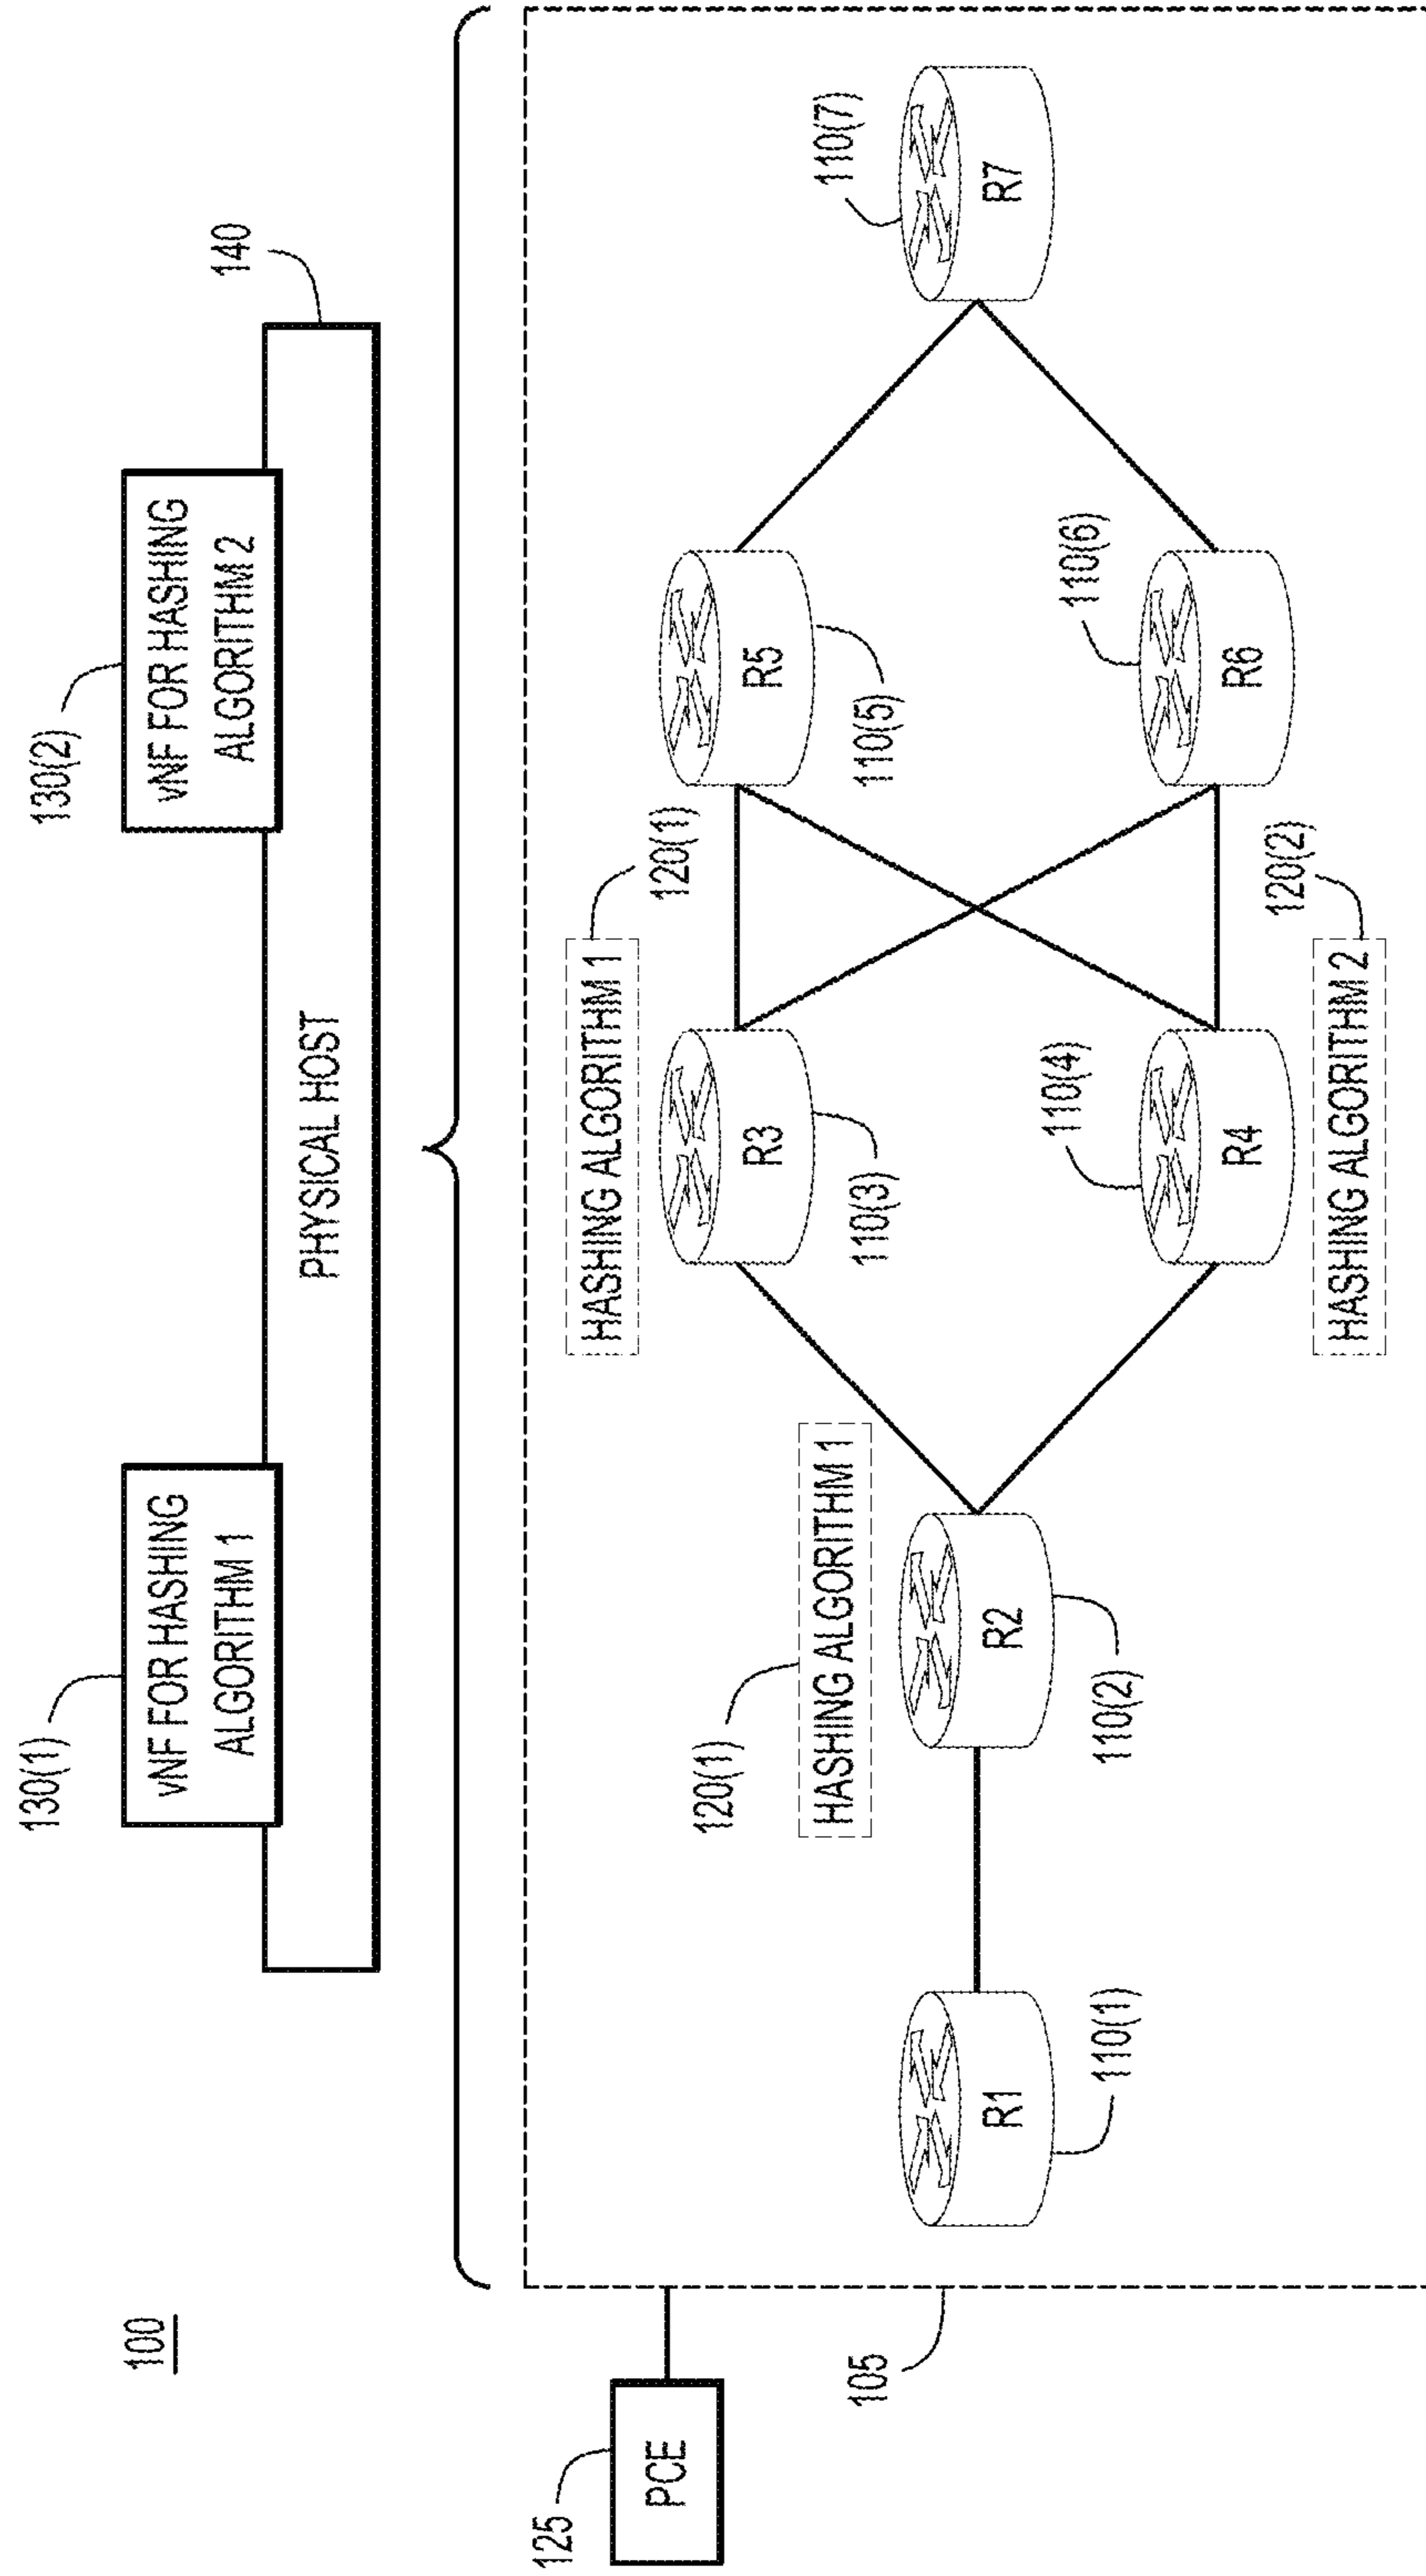 100
130(1)
vNF FOR HASHING
ALGORITHM 1
130(2)
vNF FOR HASHING
ALGORITHM 2
140
PHYSICAL HOST
125
PCE
105
HASHING ALGORITHM 1
120(1)
120(1)
HASHING ALGORITHM 1
R1
110(1)
R2
110(2)
R3
110(3)
R5
110(5)
110(7)
R7
110(4)
R4
110(6)
R6
120(2)
HASHING ALGORITHM 2